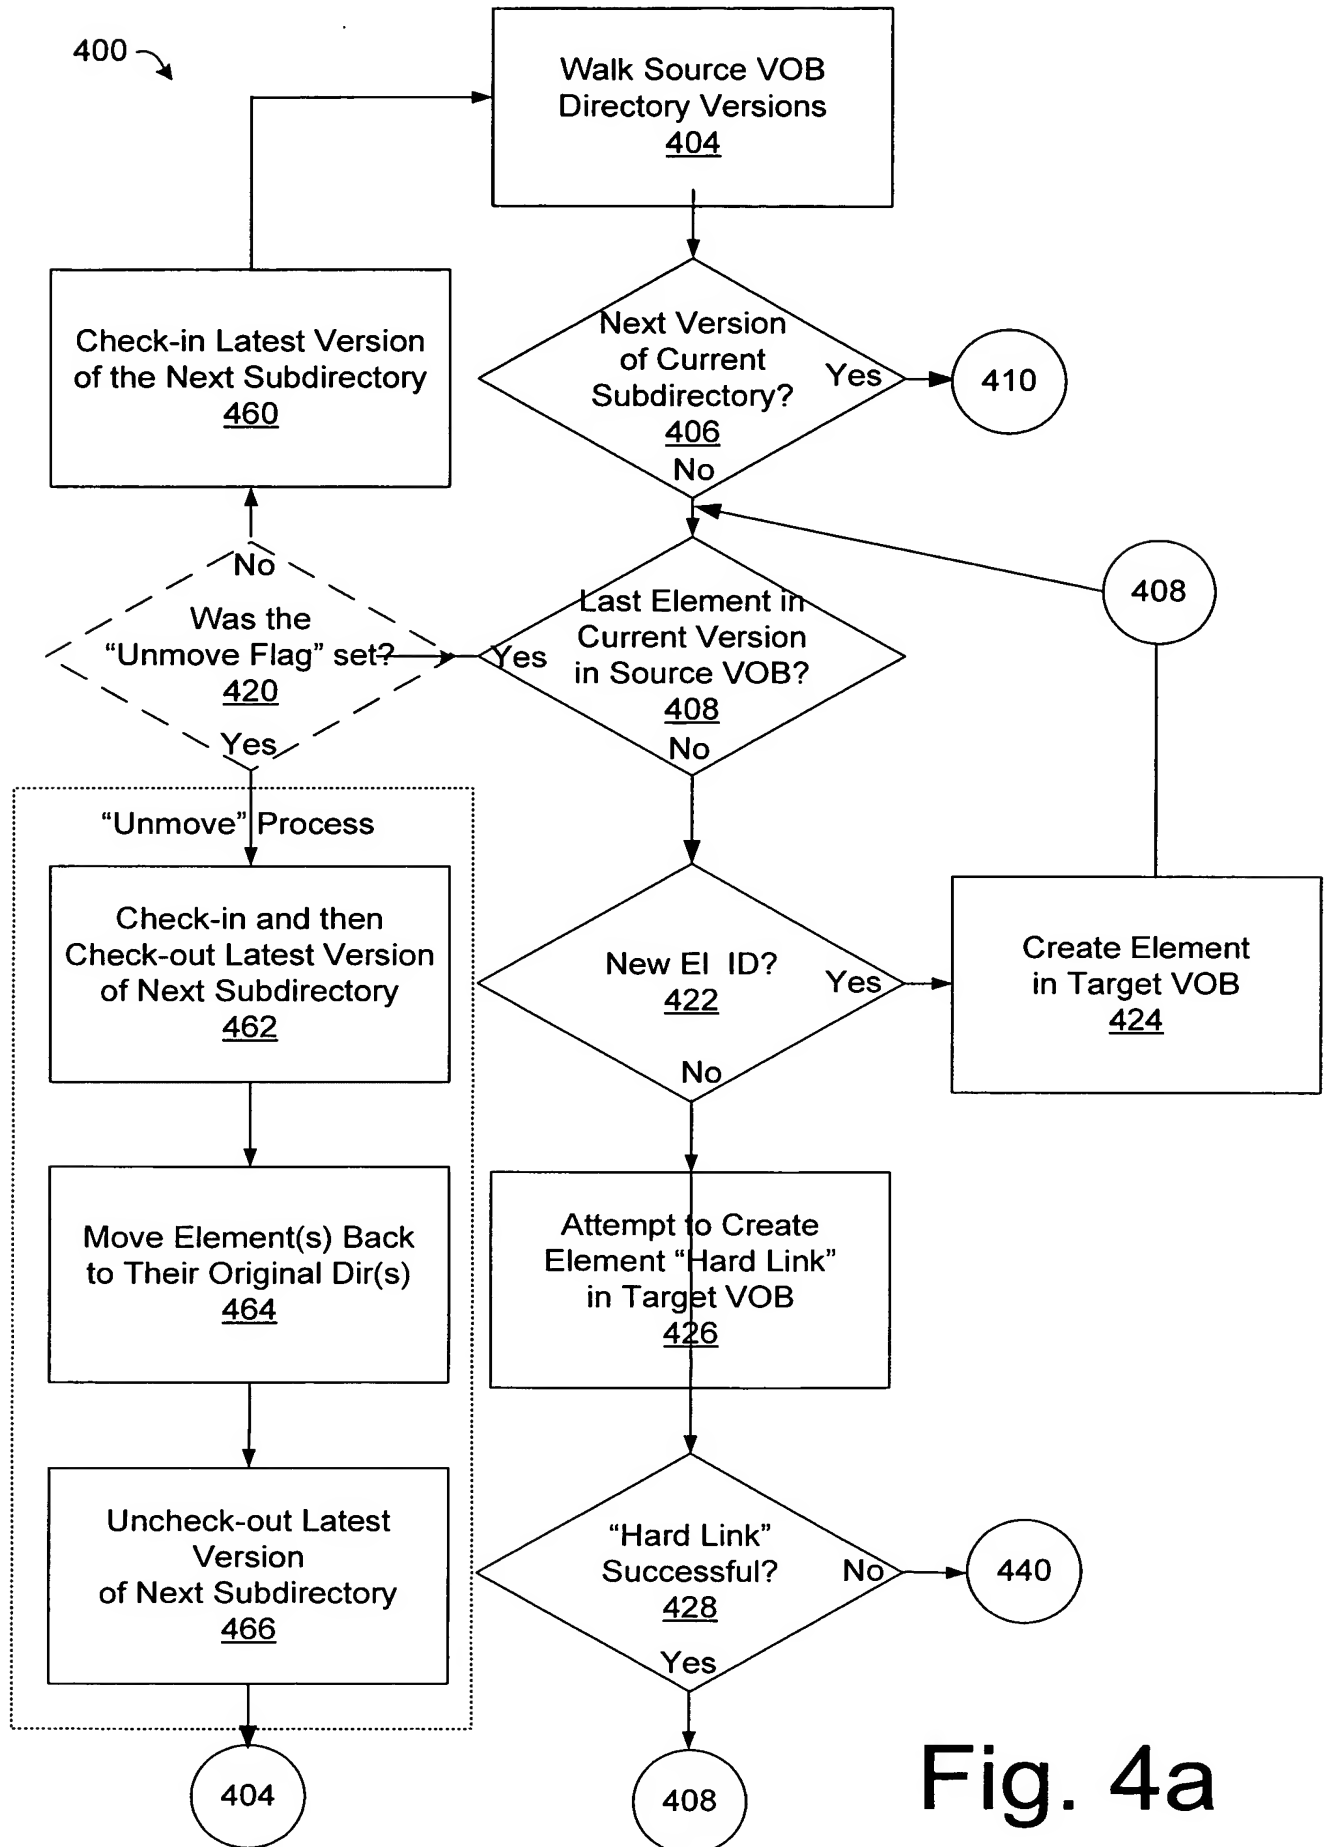 400
Walk Source VOB
Directory Versions
404
Check-in Latest Version
of the Next Subdirectory
460
Next Version
of Current
Subdirectory?
406
Yes
No
410
No
Was the
“Unmove Flag” set?
420
Yes
Last Element in
Current Version
in Source VOB?
408
Yes
No
408
“Unmove” Process
Check-in and then
Check-out Latest Version
of Next Subdirectory
462
New El ID?
422
Yes
No
Create Element
in Target VOB
424
Move Element(s) Back
to Their Original Dir(s)
464
Attempt to Create
Element “Hard Link”
in Target VOB
426
Uncheck-out Latest
Version
of Next Subdirectory
466
“Hard Link”
Successful?
428
No
Yes
440
404
408
Fig. 4a